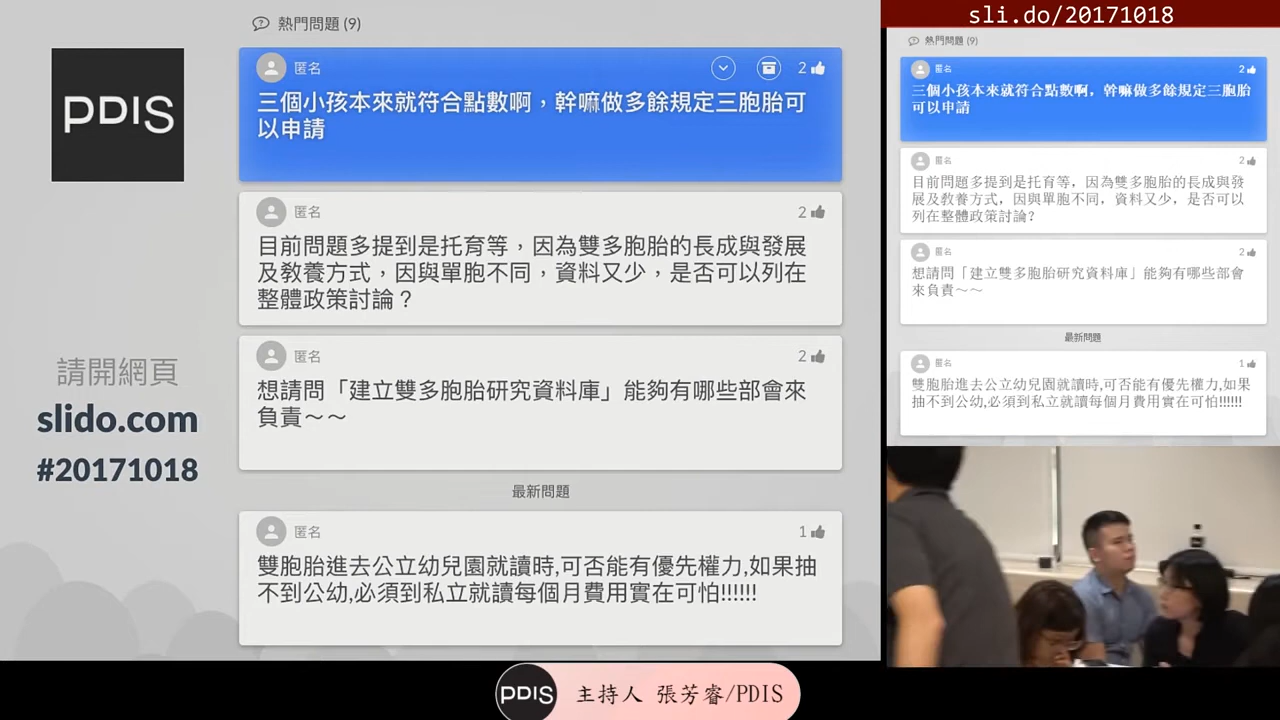 熱門問題 (9)
PDIS
匿名
2
三個小孩本來就符合點數啊，幹嘛做多餘規定三胞胎可
以申請
匿名
2
目前問題多提到是托育等，因為雙多胞胎的長成與發展
及教養方式，因與單胞不同，資料又少，是否可以列在
整體政策討論？
匿名
2
想請問「建立雙多胞胎研究資料庫」能夠有哪些部會來
負責～～
最新問題
匿名
1
雙胞胎進去公立幼兒園就讀時,可否能有優先權力,如果抽
不到公幼,必須到私立就讀每個月費用實在可怕!!!!!!
請開網頁
slido.com
#20171018
sli.do/20171018
熱門問題 (9)
匿名
2
三個小孩本來就符合點數啊，幹嘛做多餘規定三胞胎
可以申請
匿名
2
目前問題多提到是托育等，因為雙多胞胎的長成與發
展及教養方式，因與單胞不同，資料又少，是否可以
列在整體政策討論？
匿名
2
想請問「建立雙多胞胎研究資料庫」能夠有哪些部會
來負責～～
最新問題
匿名
1
雙胞胎進去公立幼兒園就讀時,可否能有優先權力,如果
抽不到公幼,必須到私立就讀每個月費用實在可怕!!!!!!
PDIS 主持人 張芳睿/PDIS